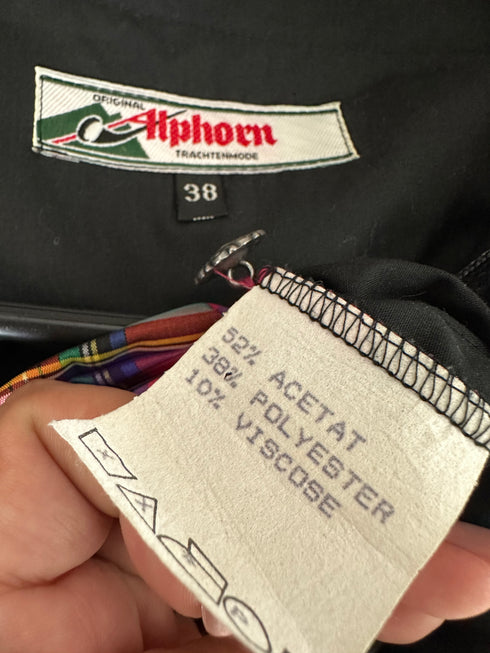 ORIGINAL
Alphorn
TRACHTENMODE
38
52% ACETAT
38% POLYESTER
10% VISCOSE
P